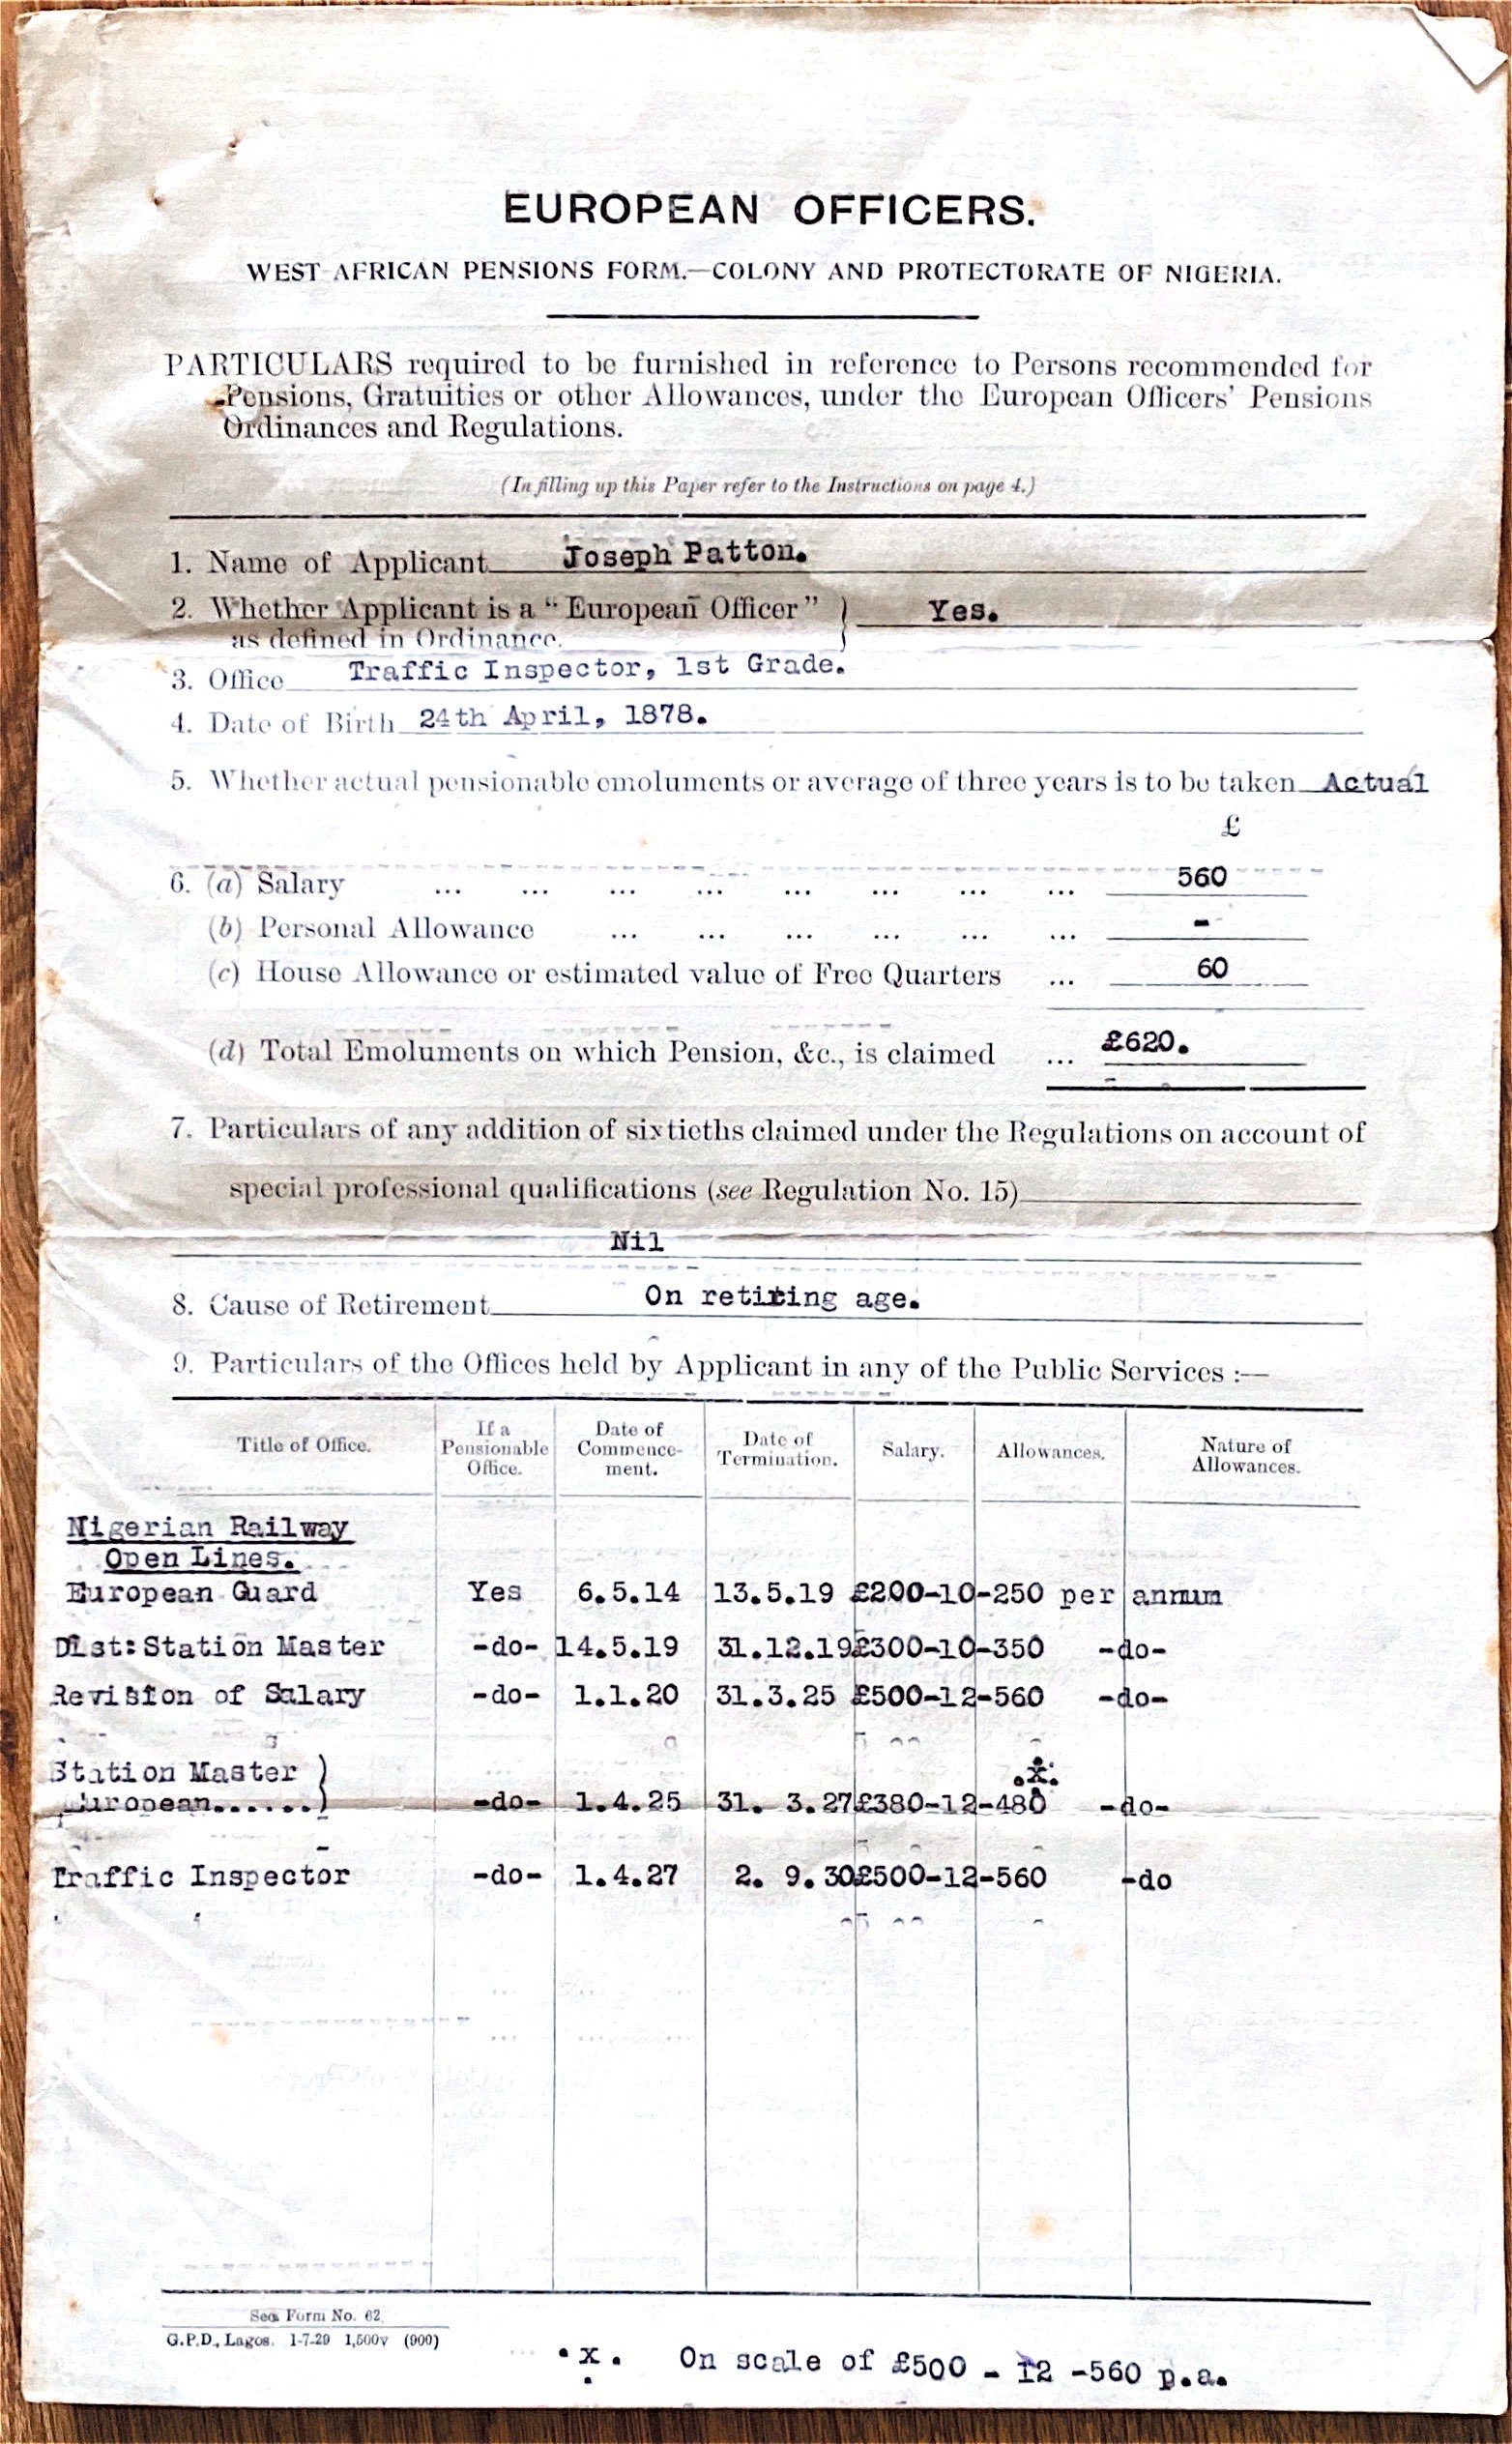 EUROPEAN OFFICERS.
WEST AFRICAN PENSIONS FORM.—COLONY AND PROTECTORATE OF NIGERIA.
PARTICULARS required to be furnished in reference to Persons recommended for
Pensions, Gratuities or other Allowances, under the European Officers' Pensions
Ordinances and Regulations.
(In filling up this Paper refer to the Instructions on page 4.)
1. Name of Applicant Joseph Patton.
2. Whether Applicant is a "European Officer" } Yes.
as defined in Ordinance.
3. Office Traffic Inspector, 1st Grade.
4. Date of Birth 24th April, 1878.
5. Whether actual pensionable emoluments or average of three years is to be taken Actual
£
6. (a) Salary ... ... ... ... ... ... ... ... 560
(b) Personal Allowance ... ... ... ... ... ... -
(c) House Allowance or estimated value of Free Quarters ... 60
(d) Total Emoluments on which Pension, &c., is claimed ... £620.
7. Particulars of any addition of sixtieths claimed under the Regulations on account of
special professional qualifications (see Regulation No. 15)
Nil
8. Cause of Retirement On retiring age.
9. Particulars of the Offices held by Applicant in any of the Public Services :—
Title of Office. If a Pensionable Office. Date of Commence-ment. Date of Termination. Salary. Allowances. Nature of Allowances.
Nigerian Railway
Open Lines.
European Guard Yes 6.5.14 13.5.19 £200-10-250 per annum
Dist:Station Master -do- 14.5.19 31.12.19 £300-10-350 -do-
Revision of Salary -do- 1.1.20 31.3.25 £500-12-560 -do-
Station Master ) .x.
European......) -do- 1.4.25 31. 3.27 £380-12-480 -do-
Traffic Inspector -do- 1.4.27 2. 9.30 £500-12-560 -do
See Form No. 62
G.P.D., Lagos. 1-7-29 1,500v (900)
.x. On scale of £500 - 12 -560 p.a.